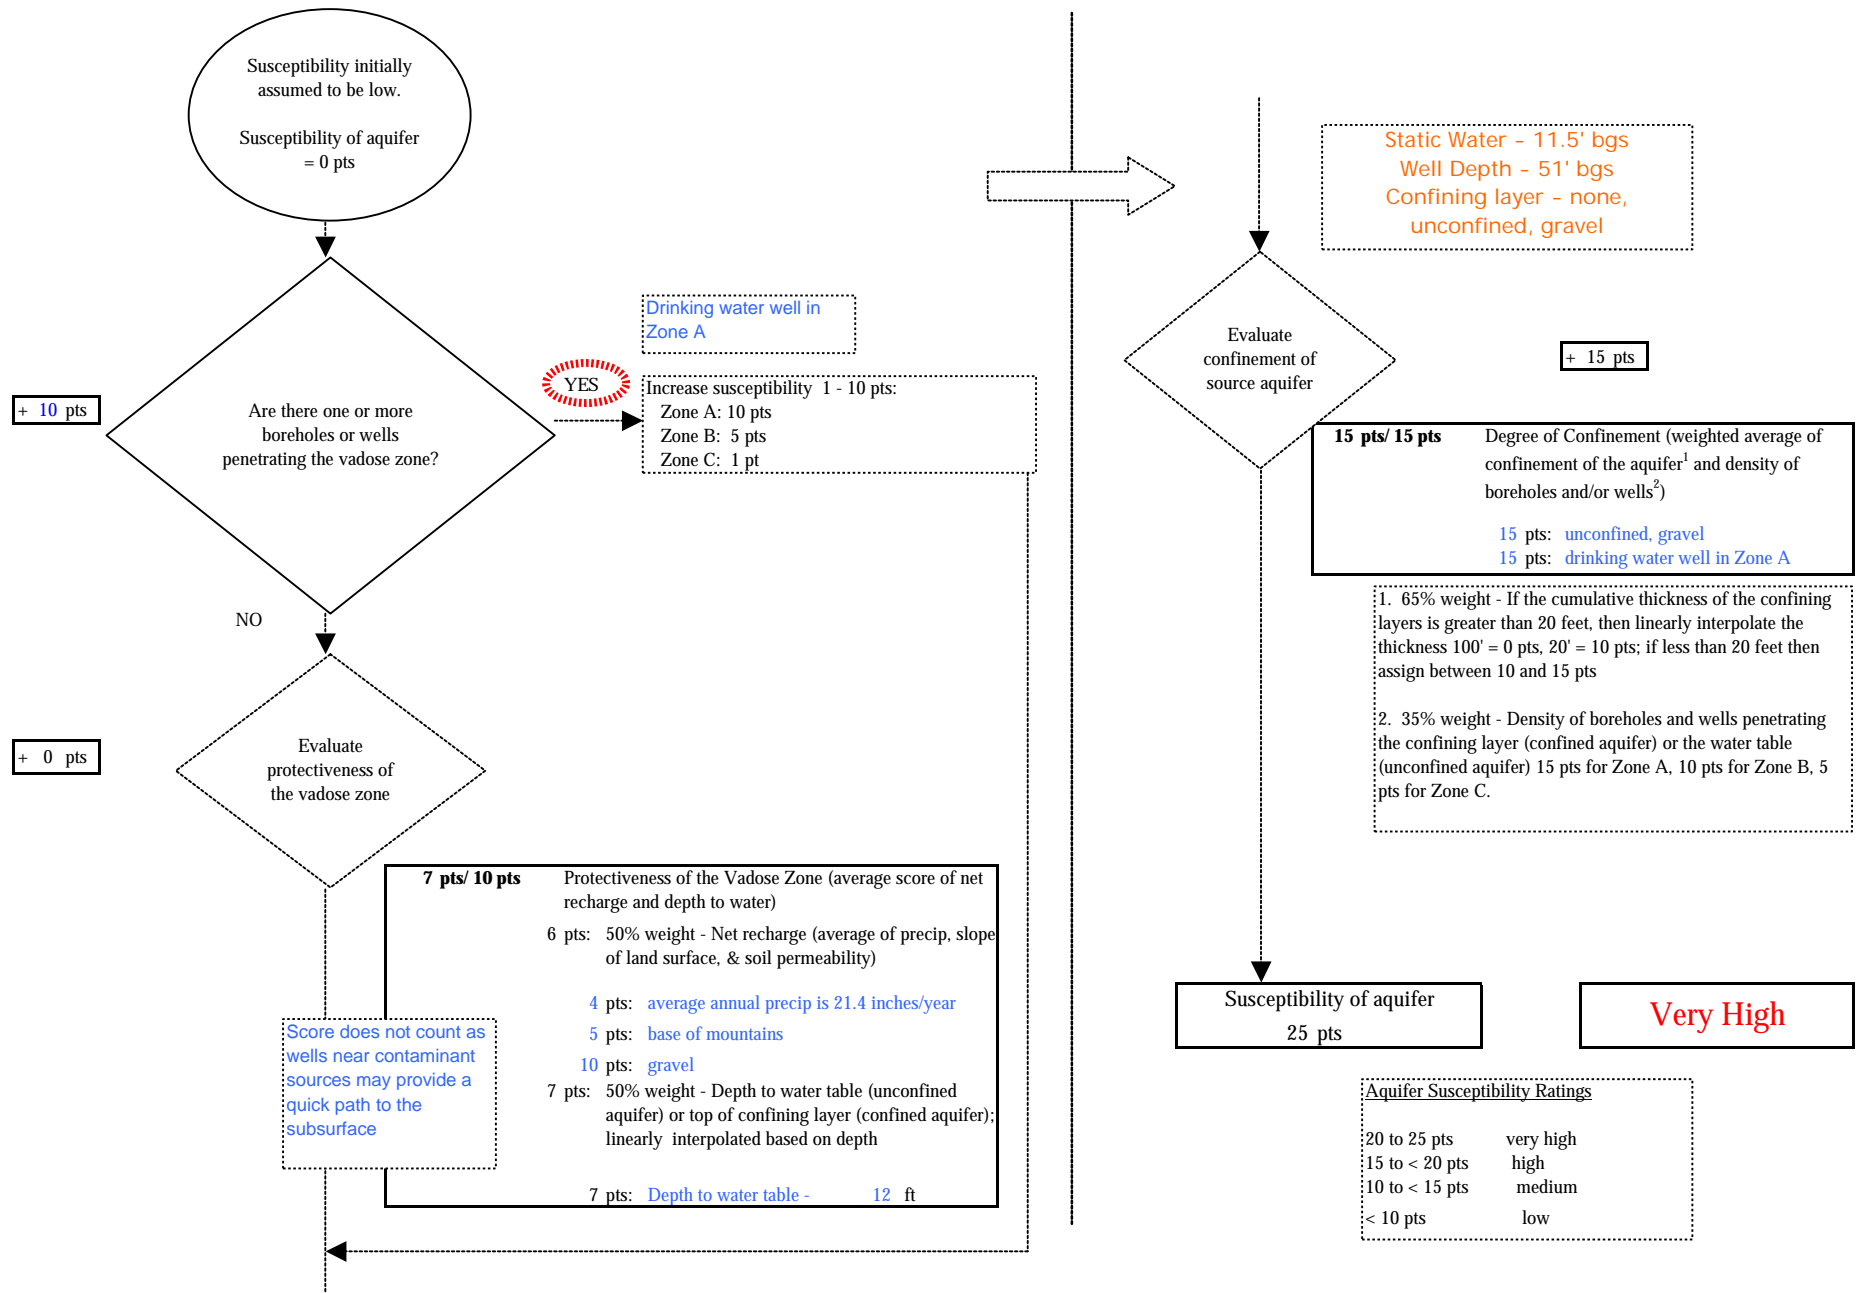 Susceptibility initially
assumed to be low.
Susceptibility of aquifer
= 0 pts
+ 10 pts
Are there one or more
boreholes or wells
penetrating the vadose zone?
YES
Drinking water well in
Zone A
Increase susceptibility 1 - 10 pts:
Zone A: 10 pts
Zone B: 5 pts
Zone C: 1 pt
NO
+ 0 pts
Evaluate
protectiveness of
the vadose zone
7 pts/ 10 pts Protectiveness of the Vadose Zone (average score of net
recharge and depth to water)
6 pts: 50% weight - Net recharge (average of precip, slope
of land surface, & soil permeability)
4 pts: average annual precip is 21.4 inches/year
5 pts: base of mountains
10 pts: gravel
7 pts: 50% weight - Depth to water table (unconfined
aquifer) or top of confining layer (confined aquifer);
linearly interpolated based on depth
7 pts: Depth to water table - 12 ft
Score does not count as
wells near contaminant
sources may provide a
quick path to the
subsurface
Static Water - 11.5' bgs
Well Depth - 51' bgs
Confining layer - none,
unconfined, gravel
Evaluate
confinement of
source aquifer
+ 15 pts
15 pts/ 15 pts Degree of Confinement (weighted average of
confinement of the aquifer1 and density of
boreholes and/or wells2)
15 pts: unconfined, gravel
15 pts: drinking water well in Zone A
1. 65% weight - If the cumulative thickness of the confining
layers is greater than 20 feet, then linearly interpolate the
thickness 100' = 0 pts, 20' = 10 pts; if less than 20 feet then
assign between 10 and 15 pts
2. 35% weight - Density of boreholes and wells penetrating
the confining layer (confined aquifer) or the water table
(unconfined aquifer) 15 pts for Zone A, 10 pts for Zone B, 5
pts for Zone C.
Susceptibility of aquifer
25 pts
Very High
Aquifer Susceptibility Ratings
20 to 25 pts very high
15 to < 20 pts high
10 to < 15 pts medium
< 10 pts low